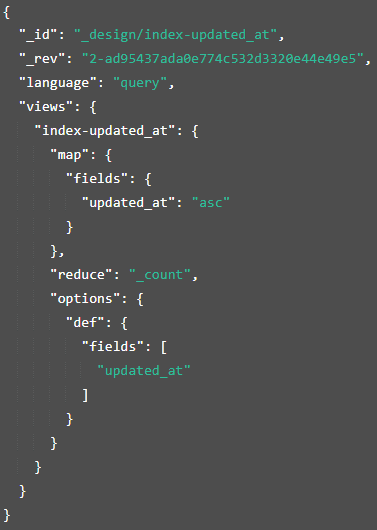 {
  "_id": "_design/index-updated_at",
  "_rev": "2-ad95437ada0e774c532d3320e44e49e5",
  "language": "query",
  "views": {
    "index-updated_at": {
      "map": {
        "fields": {
          "updated_at": "asc"
        }
      },
      "reduce": "_count",
      "options": {
        "def": {
          "fields": [
            "updated_at"
          ]
        }
      }
    }
  }
}